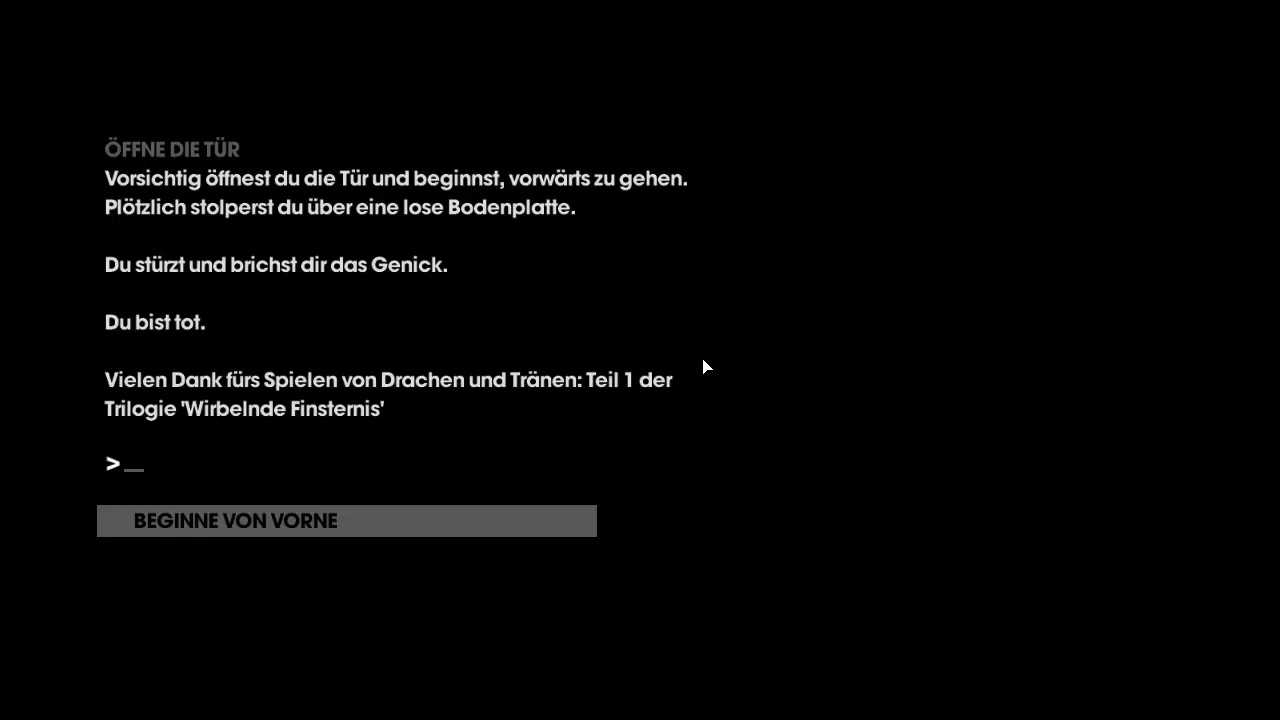 ÖFFNE DIE TÜR
Vorsichtig öffnest du die Tür und beginnst, vorwärts zu gehen.
Plötzlich stolperst du über eine lose Bodenplatte.
Du stürzt und brichst dir das Genick.
Du bist tot.
Vielen Dank fürs Spielen von Drachen und Tränen: Teil 1 der
Trilogie 'Wirbelnde Finsternis'
>_
BEGINNE VON VORNE